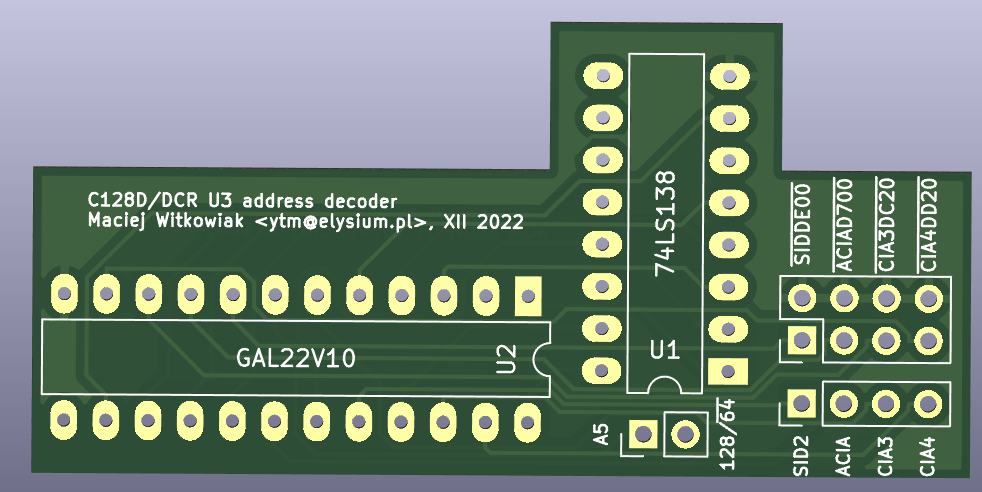 C128D/DCR U3 address decoder
Maciej Witkowiak <ytm@elysium.pl>, XII 2022
74LS138
U1
GAL22V10
U2
SIDDE00
ACIAD700
CIA3DC20
CIA4DD20
A5
128/64
SID2
ACIA
CIA3
CIA4